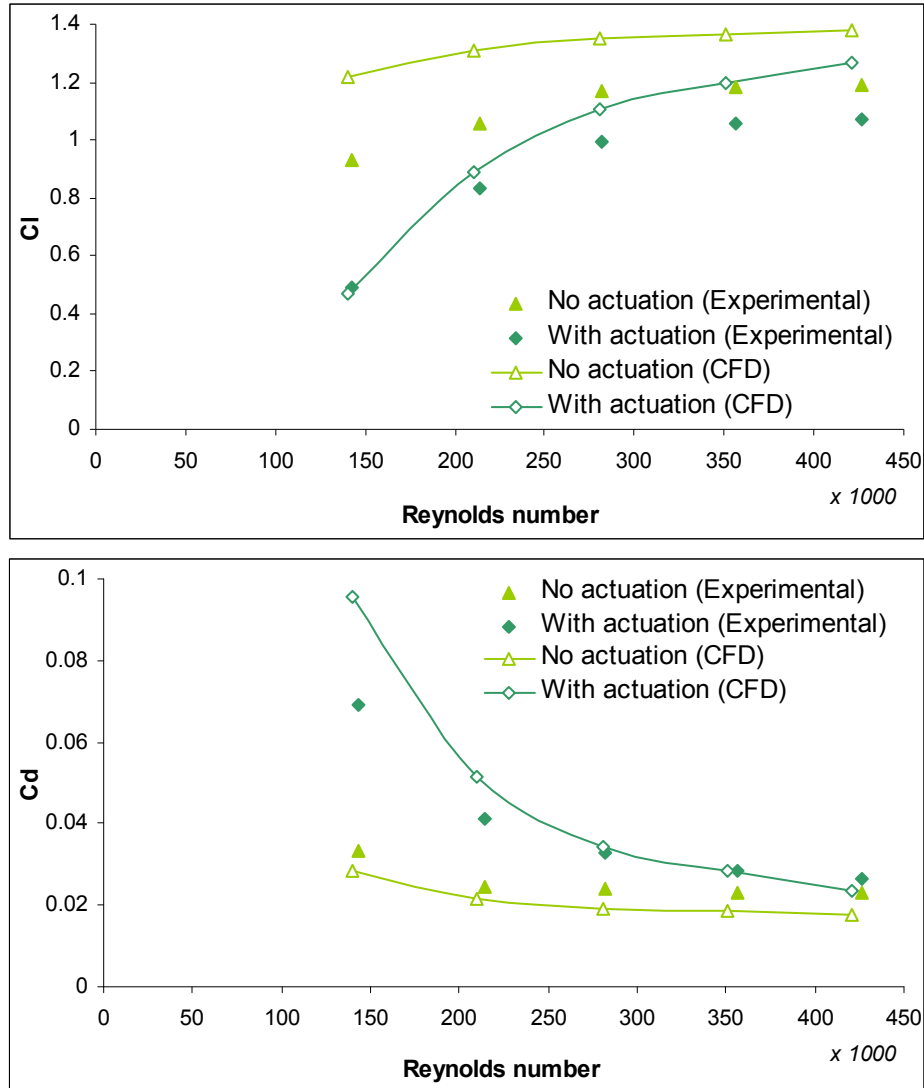 1.4
1.2
1
0.8
0.6
0.4
0.2
0
Cl
No actuation (Experimental)
With actuation (Experimental)
No actuation (CFD)
With actuation (CFD)
0 50 100 150 200 250 300 350 400 450
x 1000
Reynolds number
0.1
0.08
0.06
0.04
0.02
0
Cd
No actuation (Experimental)
With actuation (Experimental)
No actuation (CFD)
With actuation (CFD)
0 50 100 150 200 250 300 350 400 450
x 1000
Reynolds number